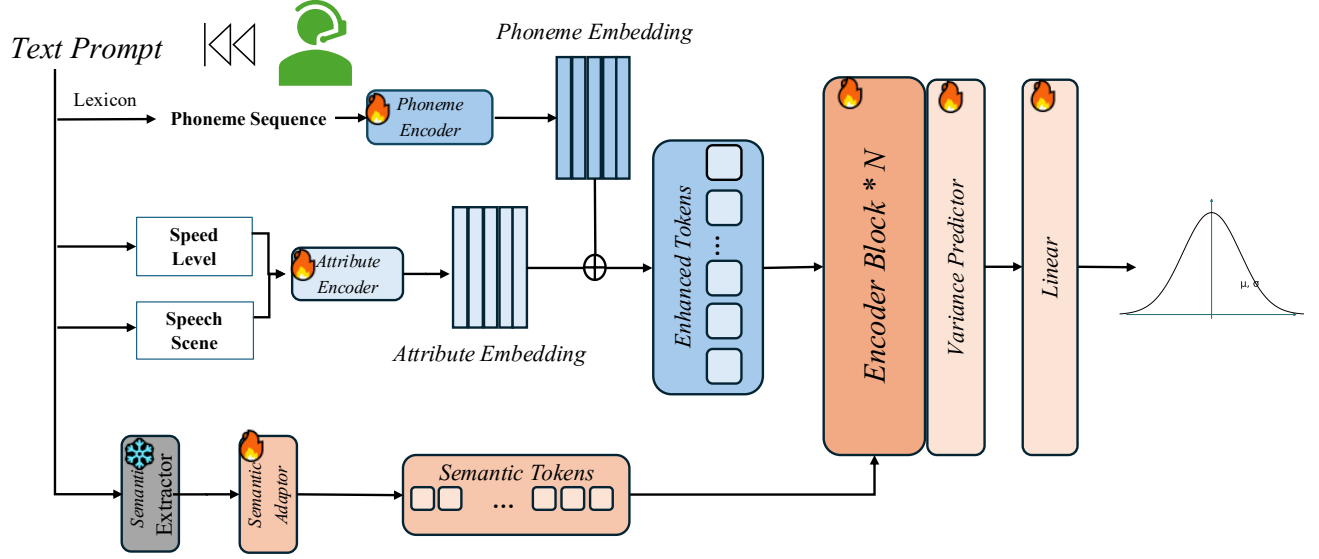 Text Prompt
Phoneme Embedding
Lexicon
Phoneme Sequence
Phoneme
Encoder
Speed
Level
Speech
Scene
Attribute
Encoder
Attribute Embedding
Enhanced Tokens
...
Encoder Block * N
Variance Predictor
Linear
μ, σ
Semantic
Extractor
Semantic
Adaptor
Semantic Tokens
...